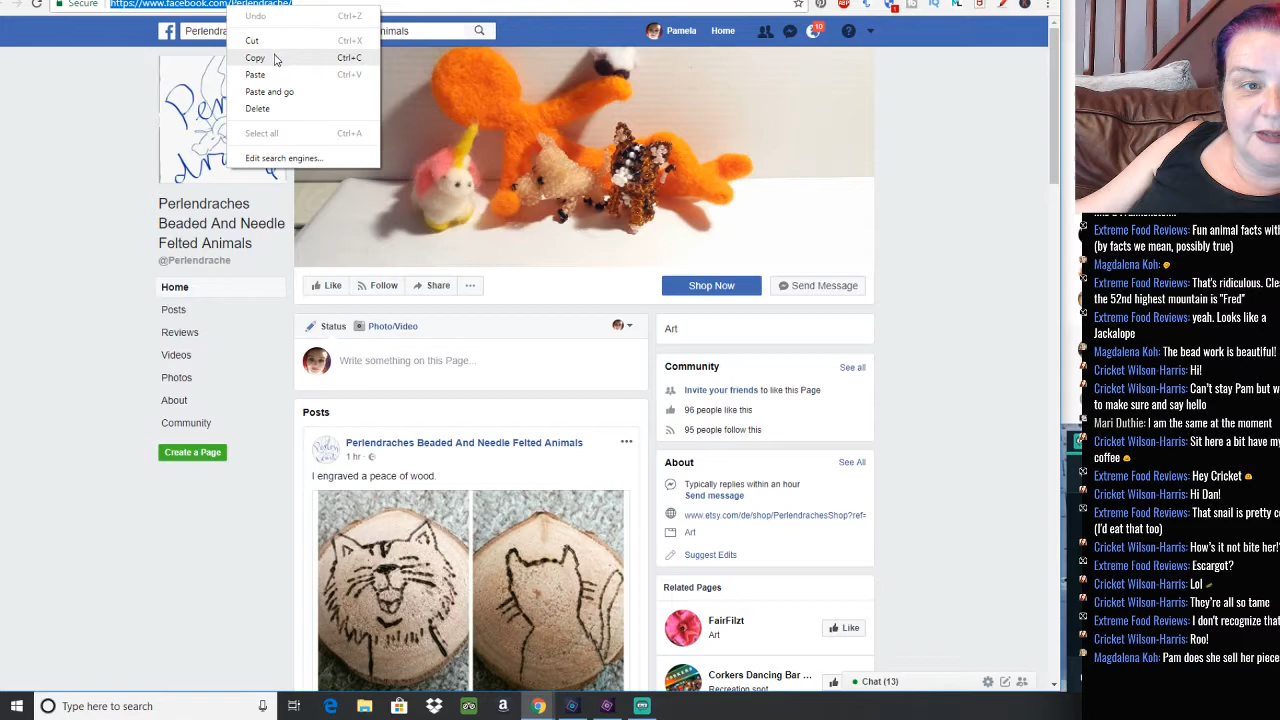 Secure
https://www.facebook.com/Perlendrache/
Undo Ctrl+Z
Cut Ctrl+X
Copy Ctrl+C
Paste Ctrl+V
Paste and go
Delete
Select all Ctrl+A
Edit search engines...
Pamela Home 10
Perlendraches
Beaded And Needle
Felted Animals
@Perlendrache
Home
Posts
Reviews
Videos
Photos
About
Community
Create a Page
Like Follow Share ...
Shop Now Send Message
Status Photo/Video
Write something on this Page...
Posts
Perlendraches Beaded And Needle Felted Animals
1 hr
I engraved a peace of wood.
Art
Community See all
Invite your friends to like this Page
96 people like this
95 people follow this
About See All
Typically replies within an hour
Send message
www.etsy.com/de/shop/PerlendrachesShop?ref=
Art
Suggest Edits
Related Pages
FairFilzt
Art
Like
Corkers Dancing Bar ...
Recreation spot
Chat (13)
Extreme Food Reviews: Fun animal facts with
(by facts we mean, possibly true)
Magdalena Koh:
Extreme Food Reviews: That's ridiculous.
the 52nd highest mountain is "Fred"
Extreme Food Reviews: yeah. Looks like a
Jackalope
Magdalena Koh: The bead work is beautiful!
Cricket Wilson-Harris: Hi!
Cricket Wilson-Harris: Can't stay Pam but
to make sure and say hello
Mari Duthie: I am the same at the moment
Cricket Wilson-Harris: Sit here a bit have my
coffee
Extreme Food Reviews: Hey Cricket
Cricket Wilson-Harris: Hi Dan!
Extreme Food Reviews: That snail is pretty
(I'd eat that too)
Cricket Wilson-Harris: How's it not bite her!
Extreme Food Reviews: Escargot?
Cricket Wilson-Harris: Lol
Cricket Wilson-Harris: They're all so tame
Extreme Food Reviews: I don't recognize that
Cricket Wilson-Harris: Roo!
Magdalena Koh: Pam does she sell her piece
Type here to search